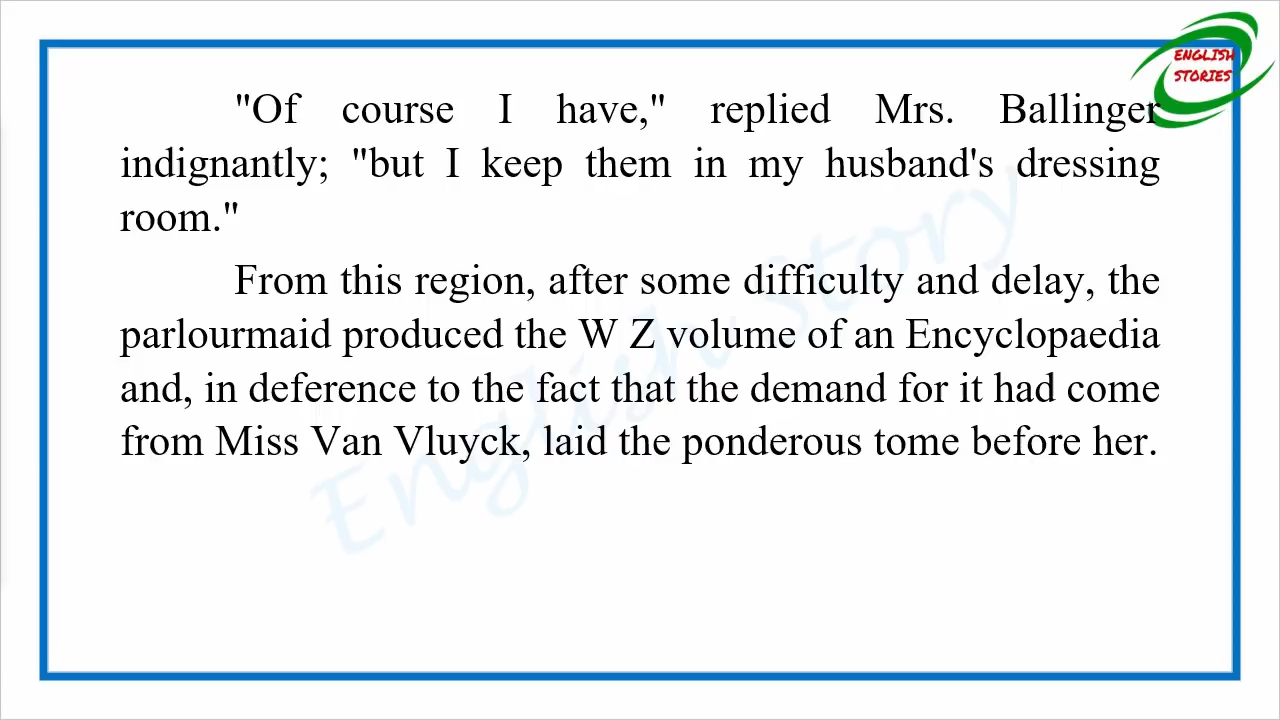 ENGLISH
STORIES
"Of course I have," replied Mrs. Ballinger
indignantly; "but I keep them in my husband's dressing
room."
From this region, after some difficulty and delay, the
parlourmaid produced the W Z volume of an Encyclopaedia
and, in deference to the fact that the demand for it had come
from Miss Van Vluyck, laid the ponderous tome before her.
English Story